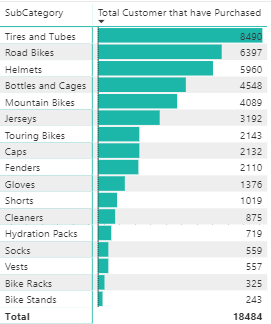 SubCategory Total Customer that have Purchased
Tires and Tubes 8490
Road Bikes 6397
Helmets 5960
Bottles and Cages 4548
Mountain Bikes 4089
Jerseys 3192
Touring Bikes 2143
Caps 2132
Fenders 2110
Gloves 1376
Shorts 1019
Cleaners 875
Hydration Packs 719
Socks 559
Vests 557
Bike Racks 325
Bike Stands 243
Total 18484